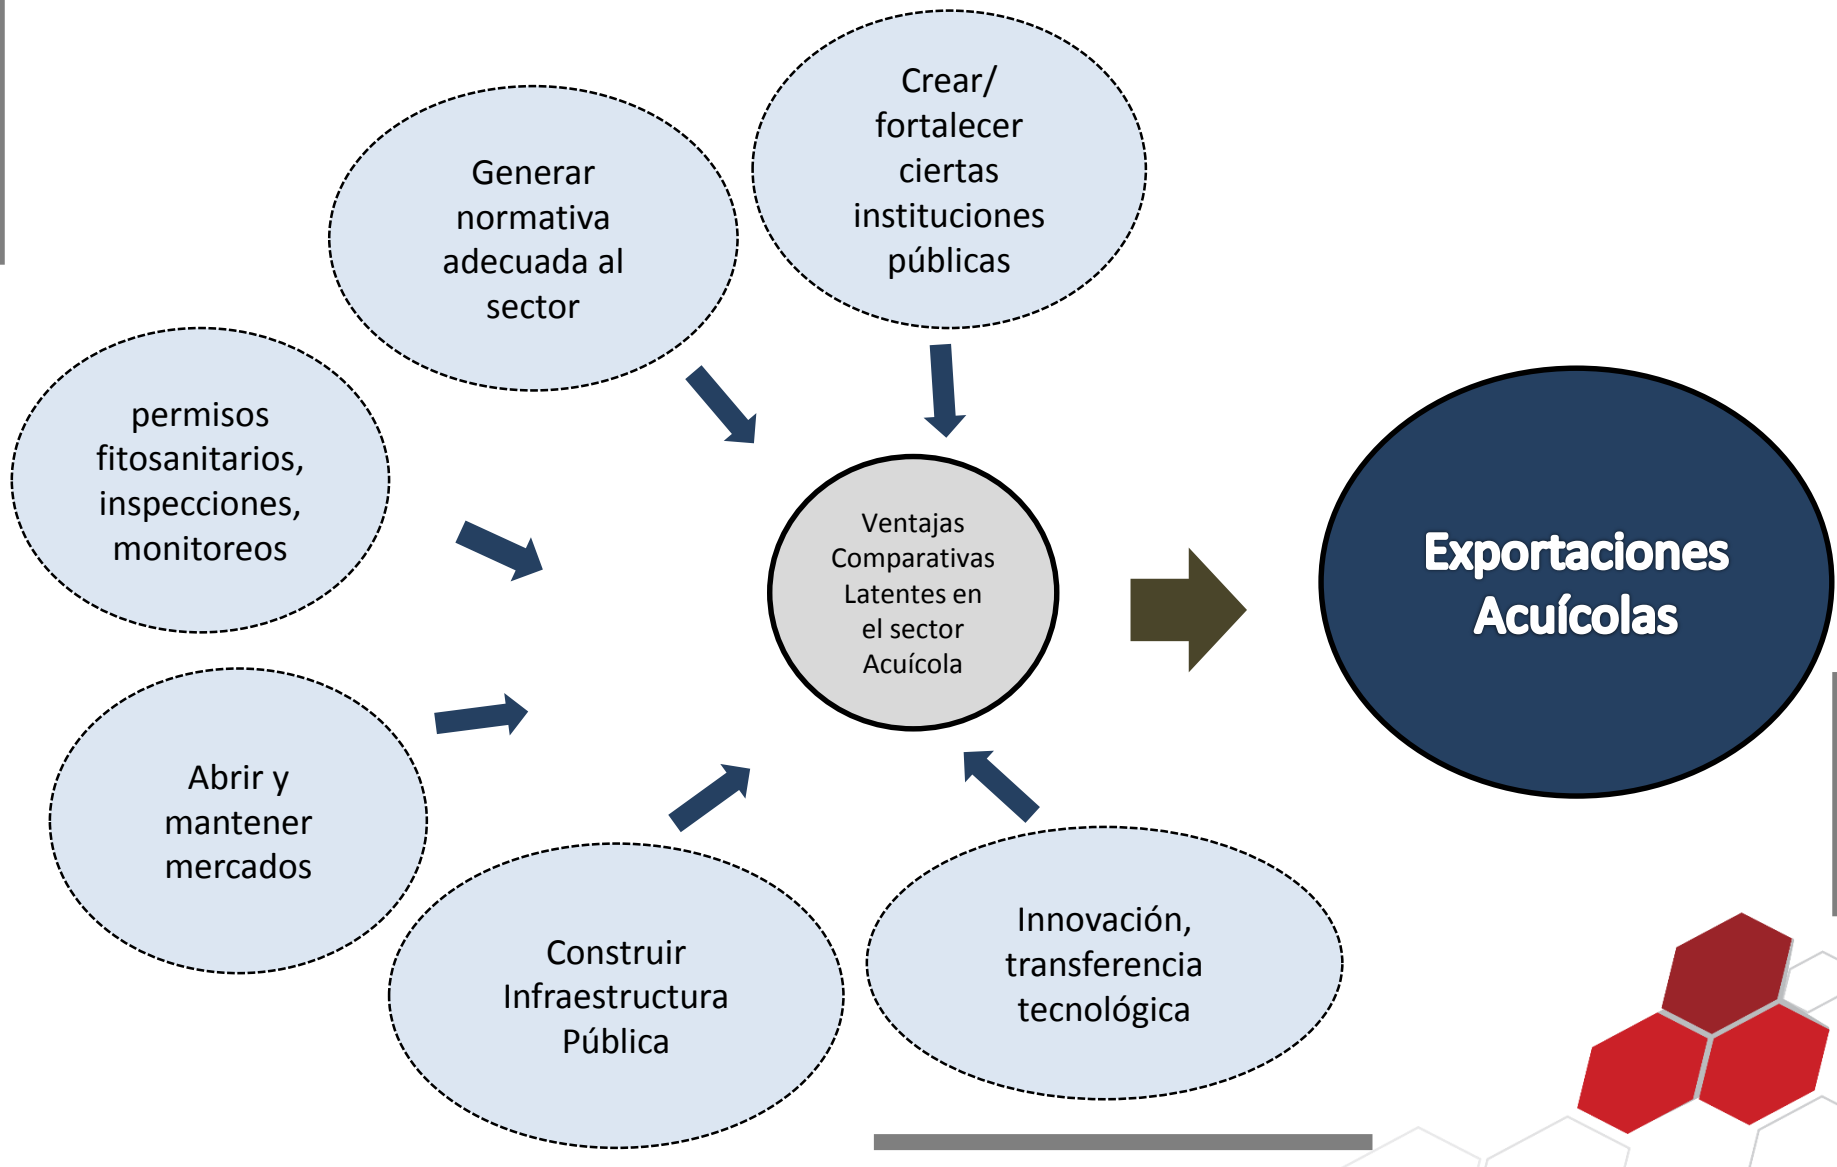 Crear/
fortalecer
ciertas
instituciones
públicas
Generar
normativa
adecuada al
sector
permisos
fitosanitarios,
inspecciones,
monitoreos
Ventajas
Comparativas
Latentes en
el sector
Acuícola
Exportaciones
Acuícolas
Abrir y
mantener
mercados
Construir
Infraestructura
Pública
Innovación,
transferencia
tecnológica